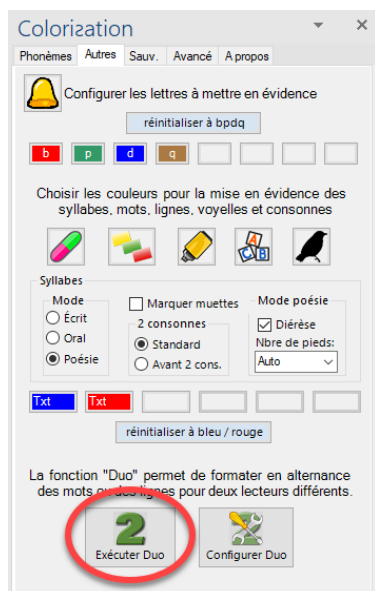 Colorization
Phonèmes Autres Sauv. Avancé A propos
Configurer les lettres à mettre en évidence
réinitialiser à bpdq
b p d q
Choisir les couleurs pour la mise en évidence des
syllabes, mots, lignes, voyelles et consonnes
A B C
Syllabes
Mode
Écrit
Oral
Poésie
Marquer muettes
2 consonnes
Standard
Avant 2 cons.
Mode poésie
Diérèse
Nbre de pieds:
Auto
Txt Txt
réinitialiser à bleu / rouge
La fonction "Duo" permet de formater en alternance
des mots ou des lignes pour deux lecteurs différents.
2
Exécuter Duo
Configurer Duo